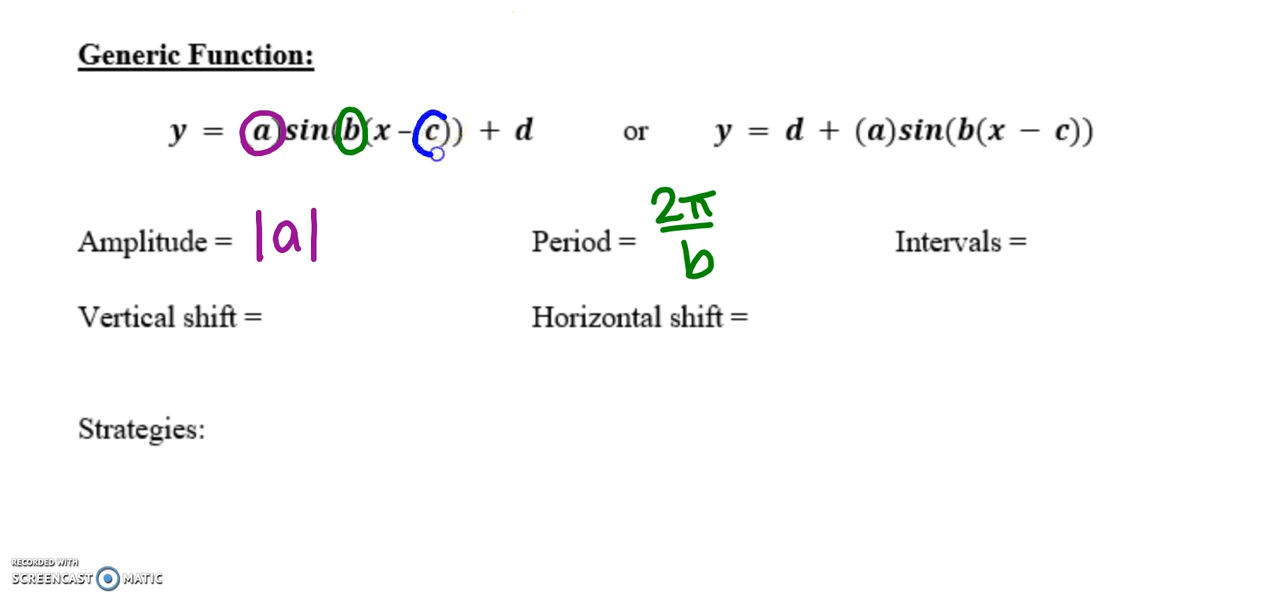 Generic Function:
y = (a)sin(b(x – c)) + d or y = d + (a)sin(b(x – c))
Amplitude = |a| Period = 2π/b Intervals =
Vertical shift = Horizontal shift =
Strategies:
RECORDED WITH
SCREENCAST MATIC